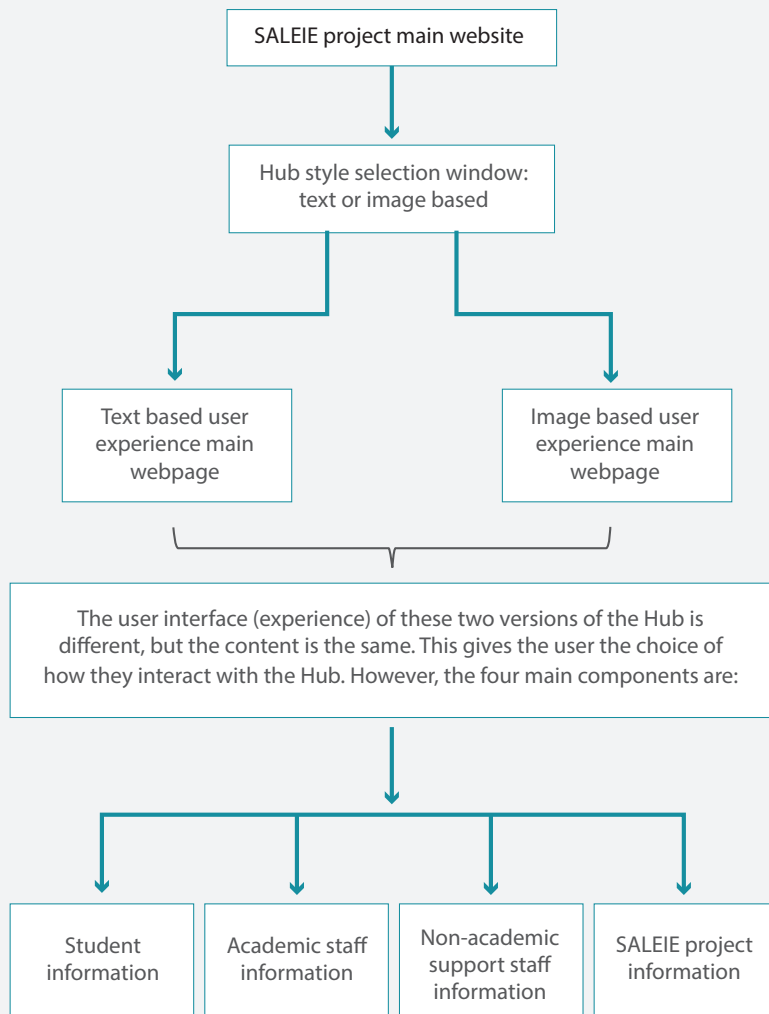 SALEIE project main website
Hub style selection window:
text or image based
Text based user
experience main
webpage
Image based user
experience main
webpage
The user interface (experience) of these two versions of the Hub is
different, but the content is the same. This gives the user the choice of
how they interact with the Hub. However, the four main components are:
Student
information
Academic staff
information
Non-academic
support staff
information
SALEIE project
information